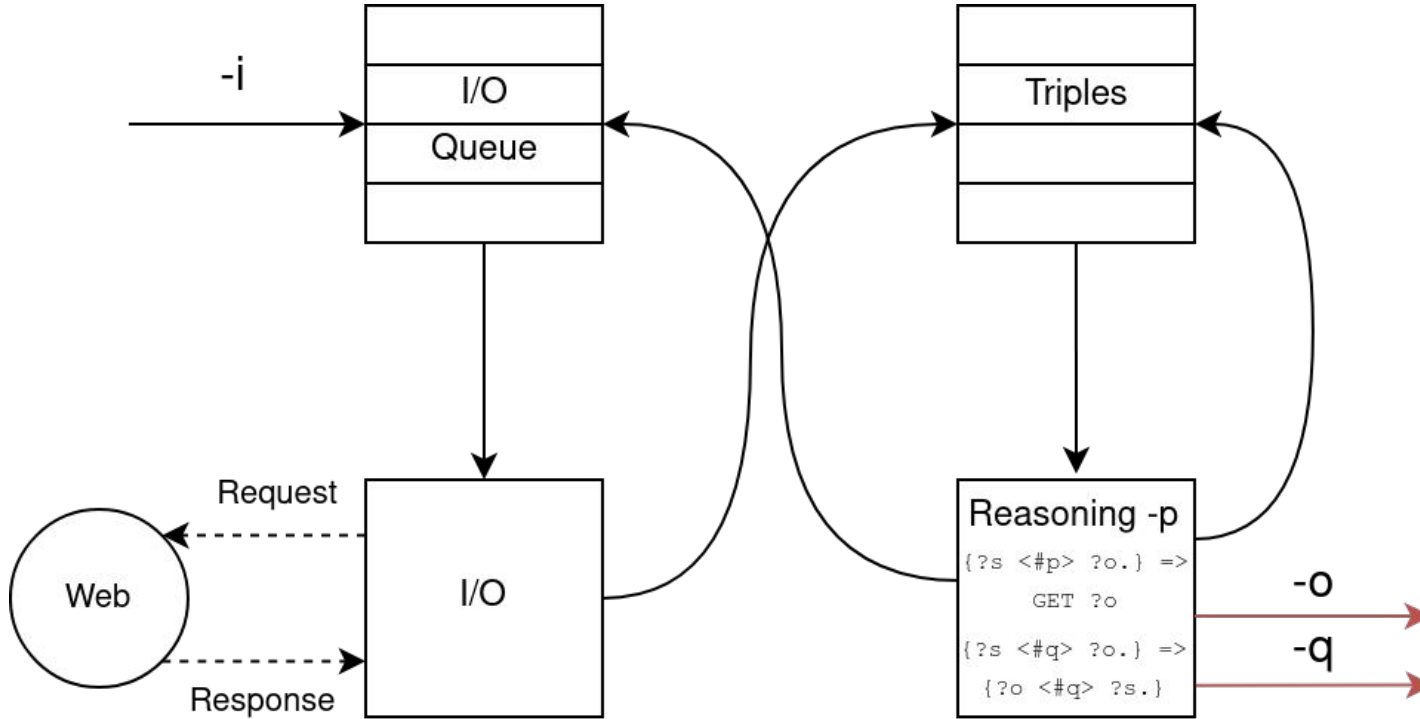 -i
I/O
Queue
Triples
Request
Web
Response
I/O
Reasoning -p
{?s <#p> ?o.} =>
GET ?o
{?s <#q> ?o.} =>
{?o <#q> ?s.}
-o
-q